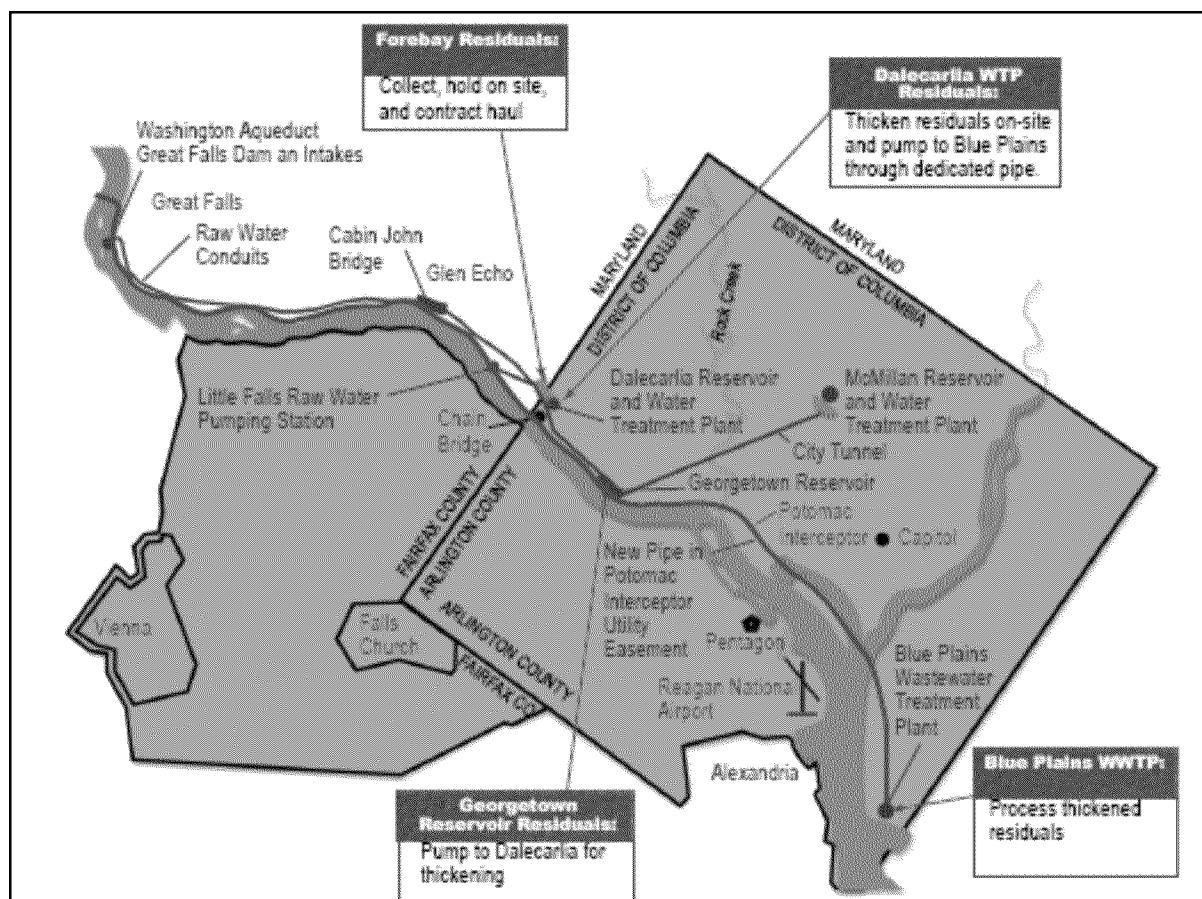 Forebay Residuals:
Collect, hold on site,
and contract haul
Dalecarlia WTP
Residuals:
Thicken residuals on-site
and pump to Blue Plains
through dedicated pipe.
Washington Aqueduct
Great Falls Dam an Intakes
Great Falls
Raw Water
Conduits
Cabin John
Bridge
Glen Echo
MARYLAND
DISTRICT OF COLUMBIA
MARYLAND
DISTRICT OF COLUMBIA
Rock Creek
Little Falls Raw Water
Pumping Station
Chain
Bridge
Dalecarlia Reservoir
and Water
Treatment Plant
McMillan Reservoir
and Water
Treatment Plant
City Tunnel
Georgetown Reservoir
FAIRFAX COUNTY
ARLINGTON COUNTY
Potomac
Interceptor
Capitol
New Pipe in
Potomac
Interceptor
Utility
Easement
Vienna
Falls
Church
ARLINGTON COUNTY
FAIRFAX CO.
Pentagon
Reagan Nationa
Airport
Blue Plains
Wastewater
Treatment
Plant
Alexandria
Georgetown
Reservoir Residuals:
Pump to Dalecarlia for
thickening
Blue Plains WWTP:
Process thickened
residuals